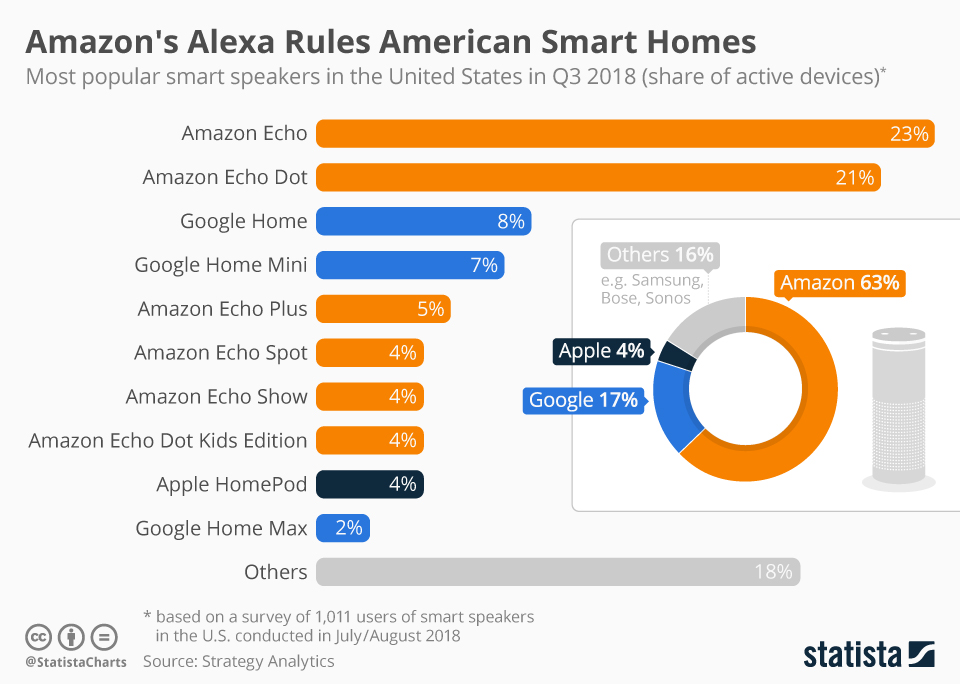 Amazon's Alexa Rules American Smart Homes
Most popular smart speakers in the United States in Q3 2018 (share of active devices)*
Amazon Echo 23%
Amazon Echo Dot 21%
Google Home 8%
Google Home Mini 7%
Amazon Echo Plus 5%
Amazon Echo Spot 4%
Amazon Echo Show 4%
Amazon Echo Dot Kids Edition 4%
Apple HomePod 4%
Google Home Max 2%
Others 18%
Others 16%
e.g. Samsung,
Bose, Sonos
Amazon 63%
Apple 4%
Google 17%
* based on a survey of 1,011 users of smart speakers
in the U.S. conducted in July/August 2018
cc
@StatistaCharts
Source: Strategy Analytics
statista